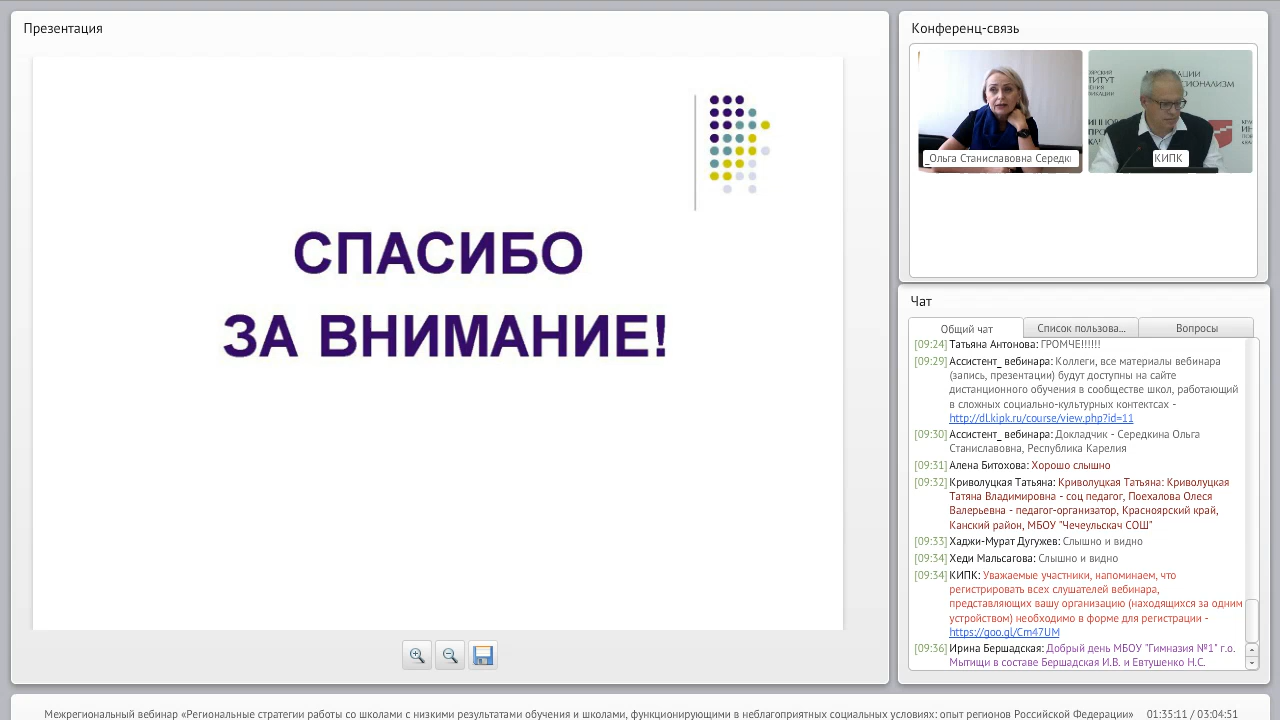 Презентация
СПАСИБО
ЗА ВНИМАНИЕ!
Конференц-связь
_Ольга Станиславовна
КИПК
Чат
Общий чат
Список пользова...
Вопросы
[09:24] Татьяна Антонова: ГРОМЧЕ!!!!!!
[09:29] Ассистент_ вебинара: Коллеги, все материалы вебинара
(запись, презентации) будут доступны на сайте
дистанционного обучения в сообществе школ, работающий
в сложных социально-культурных контекстах -
http://dl.kipk.ru/course/view.php?id=11
[09:30] Ассистент_ вебинара: Докладчик - Середкина Ольга
Станиславовна, Республика Карелия
[09:31] Алена Битохова: Хорошо слышно
[09:32] Криволуцкая Татьяна: Криволуцкая Татьяна: Криволуцкая
Татяна Владимировна - соц педагог, Поехалова Олеся
Валерьевна - педагог-организатор, Красноярский край,
Канский район, МБОУ "Чечеульскач СОШ"
[09:33] Хаджи-Мурат Дугужев: Слышно и видно
[09:34] Хеди Мальсагова: Слышно и видно
[09:34] КИПК: Уважаемые участники, напоминаем, что
регистрировать всех слушателей вебинара,
представляющих вашу организацию (находящихся за одним
устройством) необходимо в форме для регистрации -
https://goo.gl/Cm47UM
[09:36] Ирина Бершадская: Добрый день МБОУ "Гимназия №1" г.о.
Мытищи в составе Бершадская И.В. и Евтушенко Н.С.
Межрегиональный вебинар «Региональные стратегии работы со школами с низкими результатами обучения и школами, функционирующими в неблагоприятных социальных условиях: опыт регионов Российской Федерации» 01:35:11 / 03:04:51